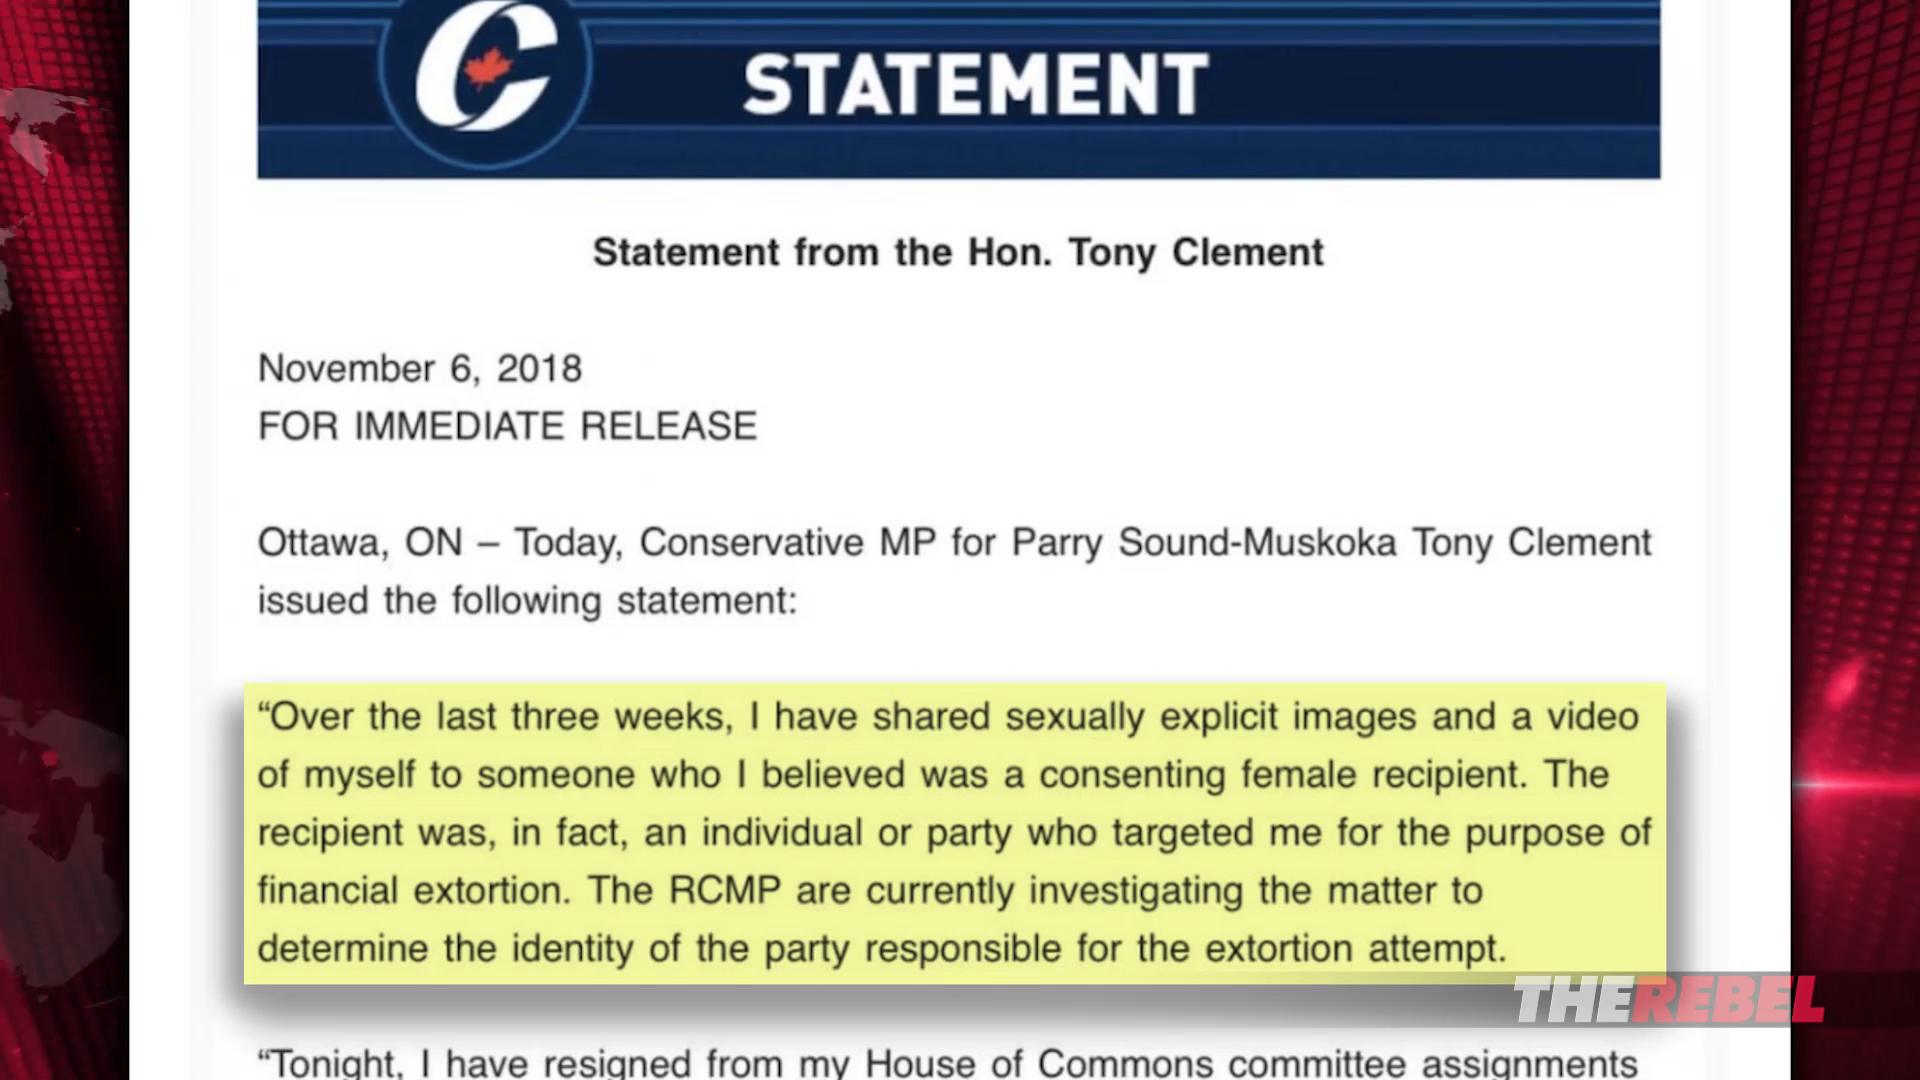 STATEMENT
Statement from the Hon. Tony Clement
November 6, 2018
FOR IMMEDIATE RELEASE
Ottawa, ON – Today, Conservative MP for Parry Sound-Muskoka Tony Clement
issued the following statement:
“Over the last three weeks, I have shared sexually explicit images and a video
of myself to someone who I believed was a consenting female recipient. The
recipient was, in fact, an individual or party who targeted me for the purpose of
financial extortion. The RCMP are currently investigating the matter to
determine the identity of the party responsible for the extortion attempt.
THEREBEL
“Tonight, I have resigned from my House of Commons committee assignments